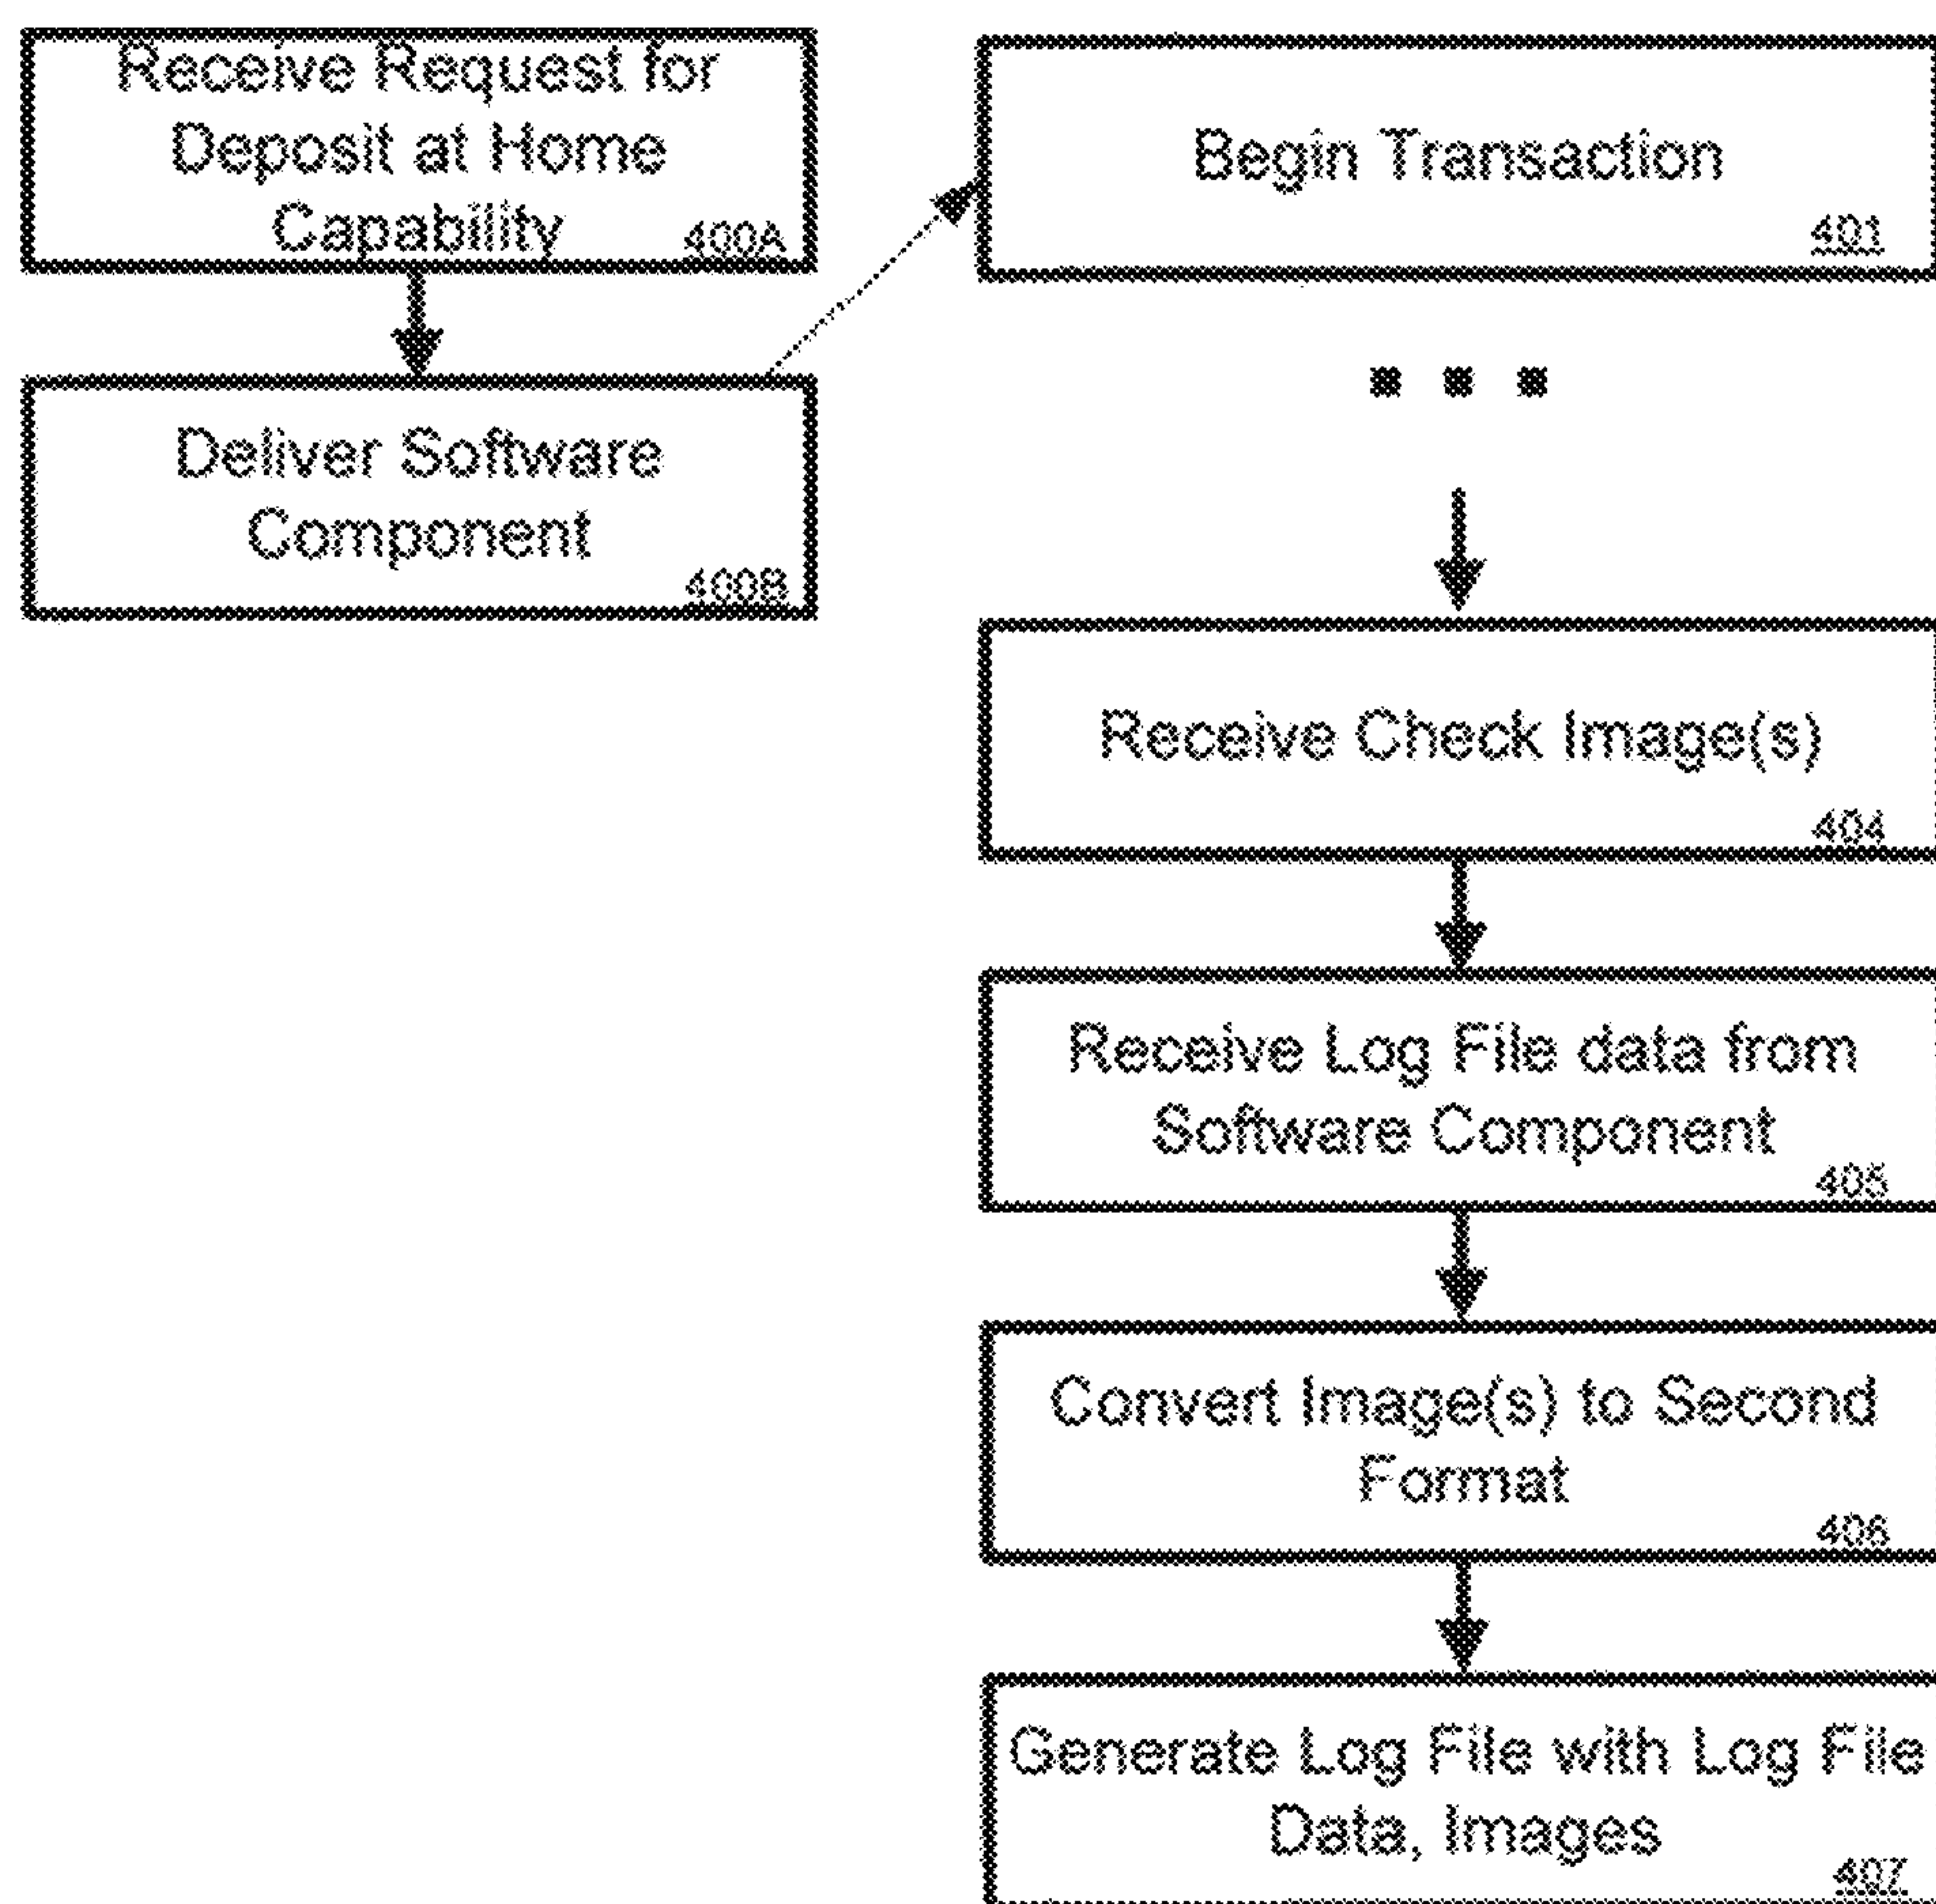 Receive Request for
Deposit at Home
Capability
400A
Deliver Software
Component
400B
Begin Transaction
401
Receive Check Image(s)
404
Receive Log File data from
Software Component
405
Convert Image(s) to Second
Format
406
Generate Log File with Log File
Data, Images
407